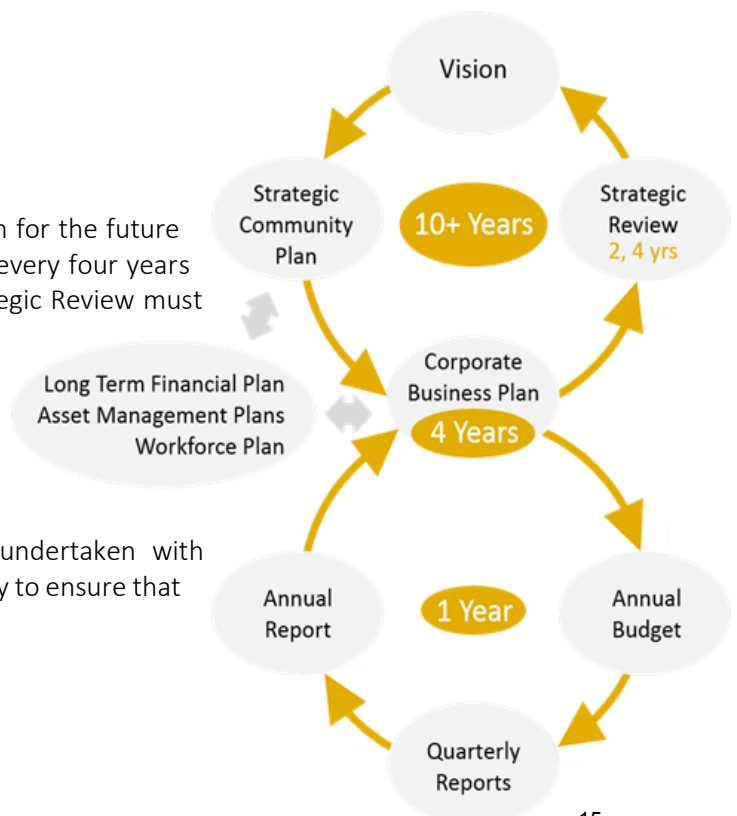 Vision
Strategic
Community
Plan
10+ Years
Strategic
Review
2, 4 yrs
for the future
every four years
Review must
Long Term Financial Plan
Asset Management Plans
Workforce Plan
Corporate
Business Plan
4 Years
undertaken with
to ensure that
Annual
Report
1 Year
Annual
Budget
Quarterly
Reports